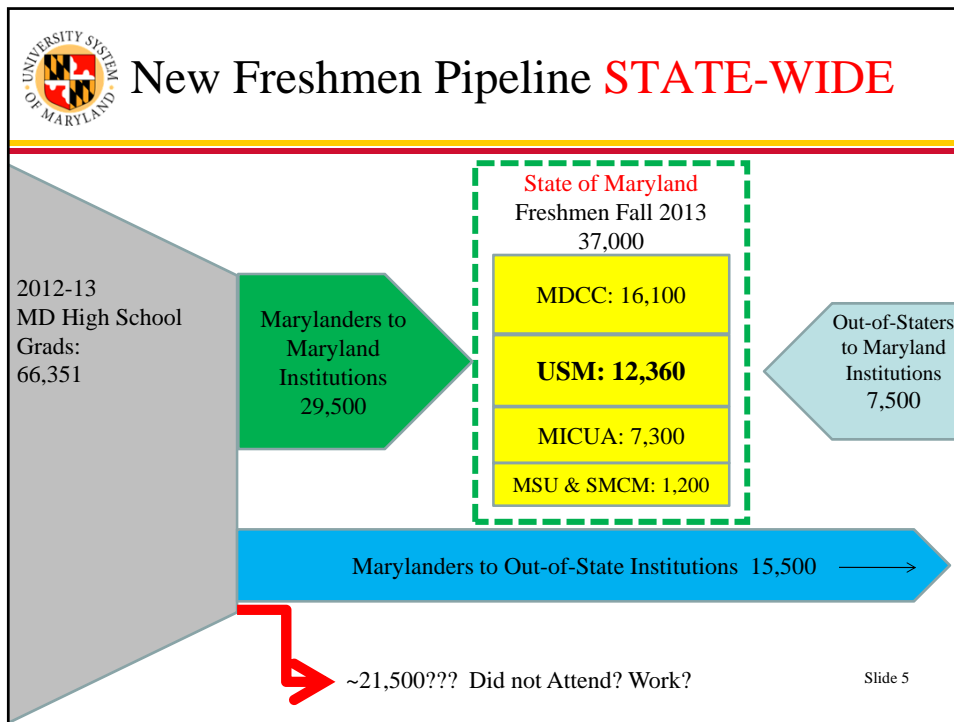 UNIVERSITY SYSTEM
OF MARYLAND
New Freshmen Pipeline STATE-WIDE
2012-13
MD High School
Grads:
66,351
Marylanders to
Maryland
Institutions
29,500
State of Maryland
Freshmen Fall 2013
37,000
MDCC: 16,100
USM: 12,360
MICUA: 7,300
MSU & SMCM: 1,200
Out-of-Staters
to Maryland
Institutions
7,500
Marylanders to Out-of-State Institutions 15,500
~21,500??? Did not Attend? Work?
Slide 5